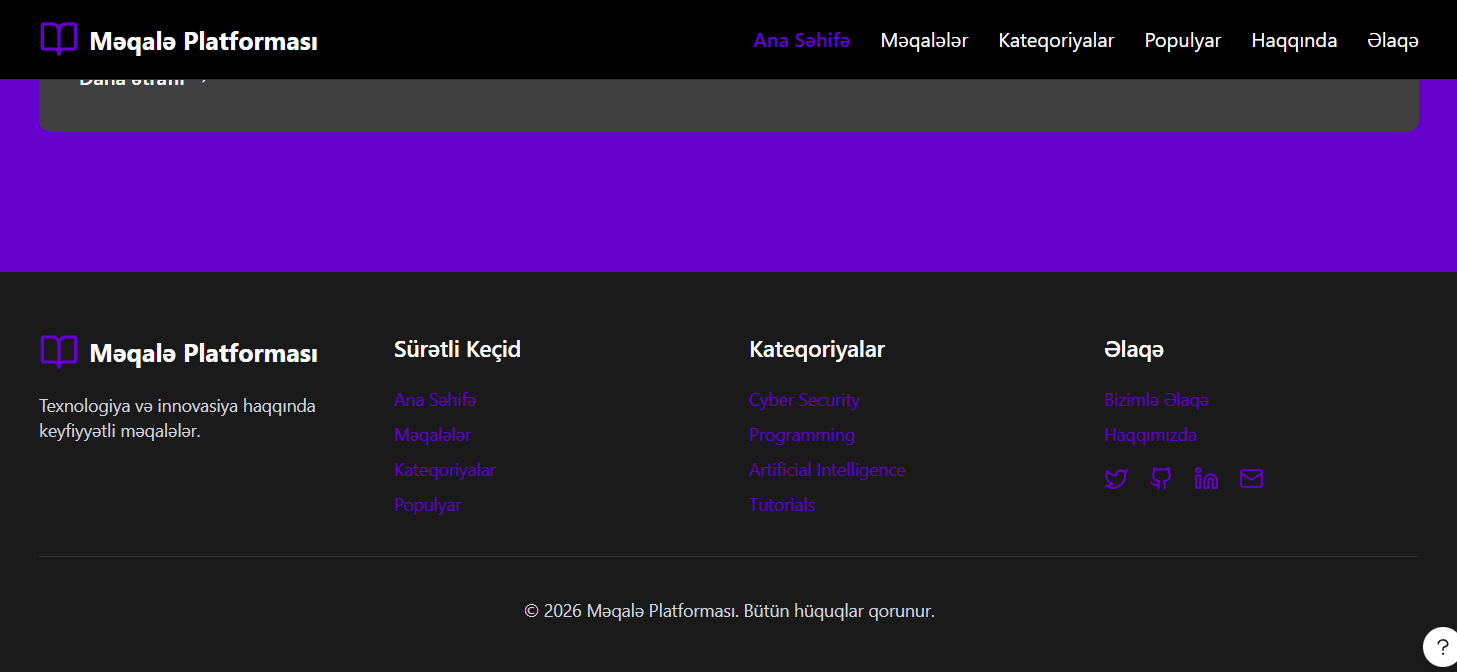 Məqalə Platforması
Ana Səhifə Məqalələr Kateqoriyalar Populyar Haqqında Əlaqə
Daha ətraflı
Məqalə Platforması
Texnologiya və innovasiya haqqında
keyfiyyətli məqalələr.
Sürətli Keçid
Ana Səhifə
Məqalələr
Kateqoriyalar
Populyar
Kateqoriyalar
Cyber Security
Programming
Artificial Intelligence
Tutorials
Əlaqə
Bizimlə Əlaqə
Haqqımızda
© 2026 Məqalə Platforması. Bütün hüquqlar qorunur.
?